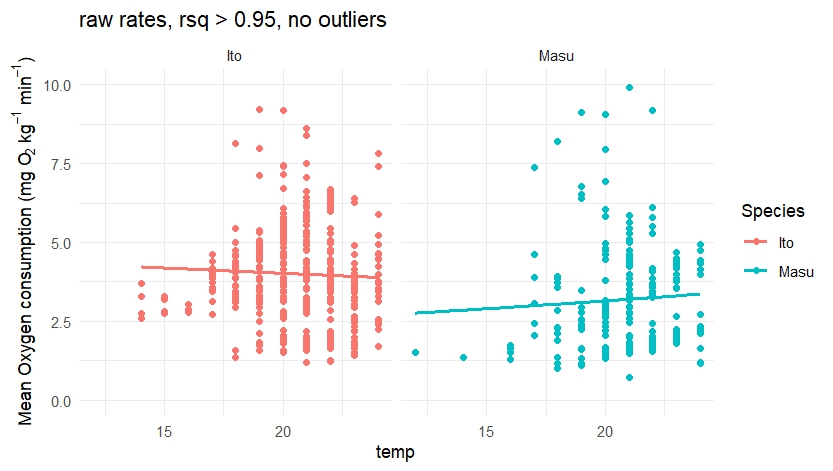 raw rates, rsq > 0.95, no outliers
Ito
Masu
Mean Oxygen consumption (mg O₂ kg⁻¹ min⁻¹)
10.0
7.5
5.0
2.5
0.0
15
20
15
20
temp
Species
Ito
Masu